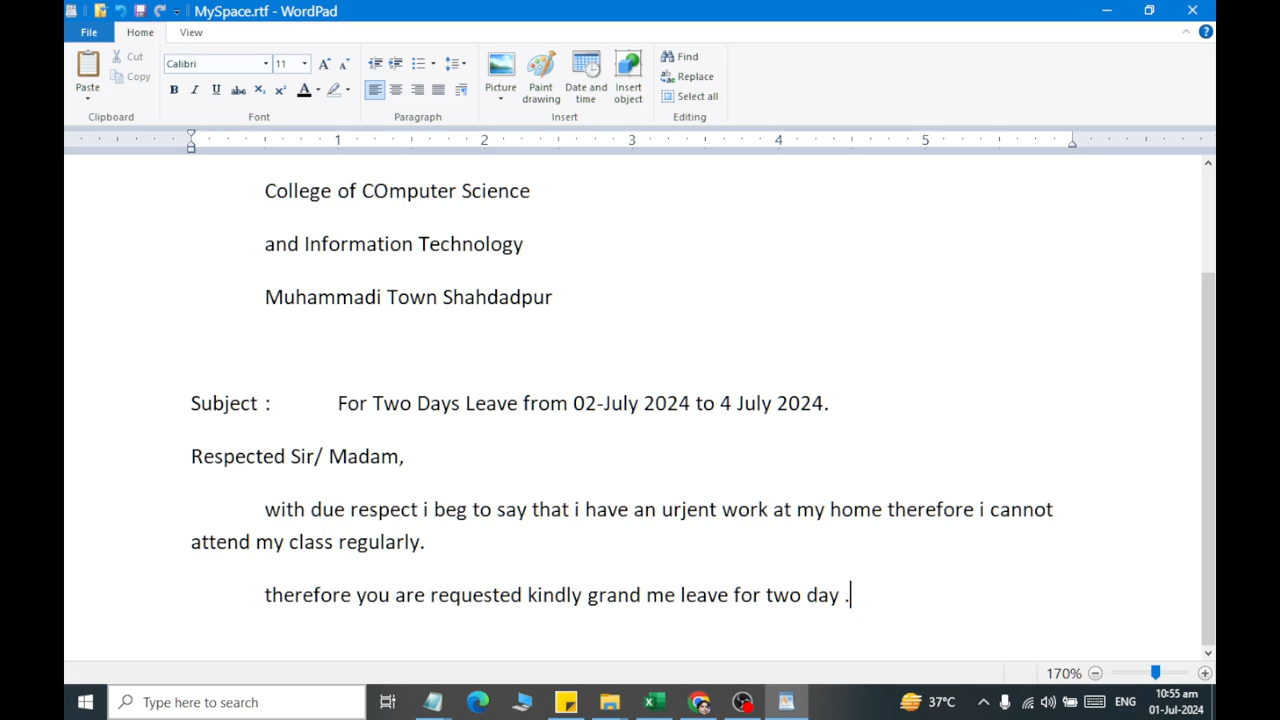 MySpace.rtf - WordPad
File Home View
Paste
Cut
Copy
Clipboard
Calibri 11
Font
Paragraph
Picture
Paint drawing
Date and time
Insert object
Insert
Find
Replace
Select all
Editing
1 2 3 4 5
College of COmputer Science
and Information Technology
Muhammadi Town Shahdadpur
Subject : For Two Days Leave from 02-July 2024 to 4 July 2024.
Respected Sir/ Madam,
with due respect i beg to say that i have an urjent work at my home therefore i cannot
attend my class regularly.
therefore you are requested kindly grand me leave for two day .
170%
Type here to search
37°C
ENG
10:55 am
01-Jul-2024